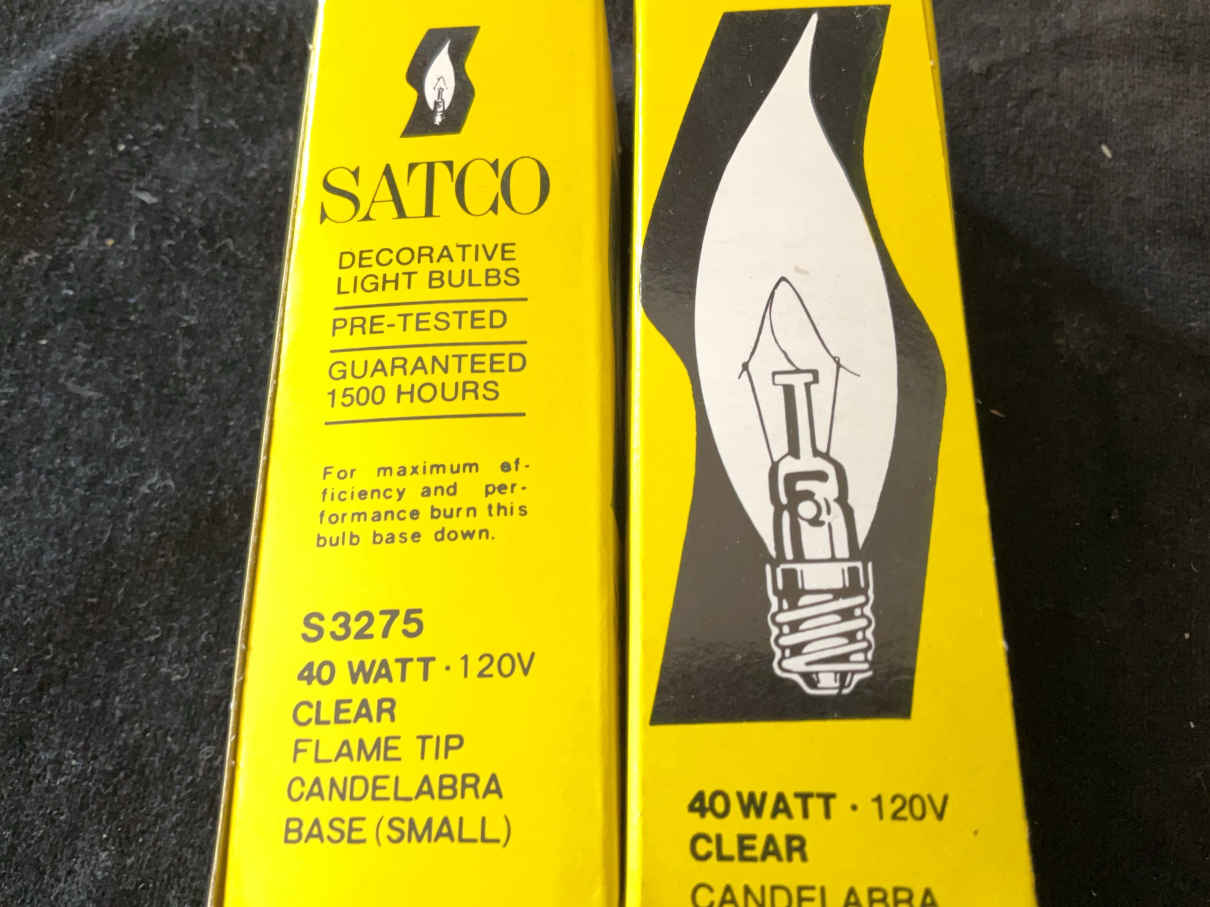 SATCO
DECORATIVE
LIGHT BULBS
PRE-TESTED
GUARANTEED
1500 HOURS
For maximum ef-
ficiency and per-
formance burn this
bulb base down.
S3275
40 WATT · 120V
CLEAR
FLAME TIP
CANDELABRA
BASE (SMALL)
40 WATT · 120V
CLEAR
CANDELABRA